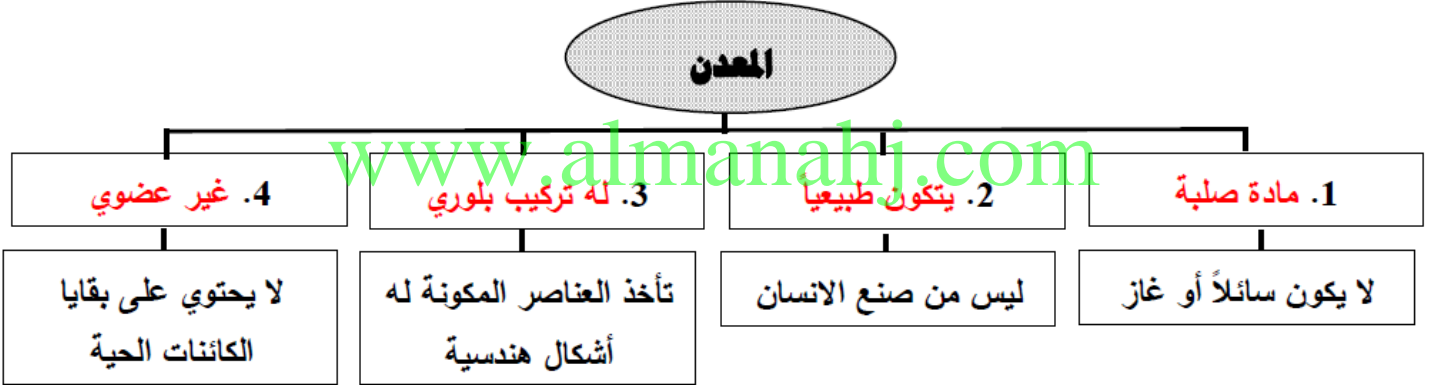 المعدن
www.almanahj.com
1. مادة صلبة
2. يتكون طبيعياً
3. له تركيب بلوري
4. غير عضوي
لا يكون سائلاً أو غاز
ليس من صنع الانسان
تأخذ العناصر المكونة له
أشكال هندسية
لا يحتوي على بقايا
الكائنات الحية